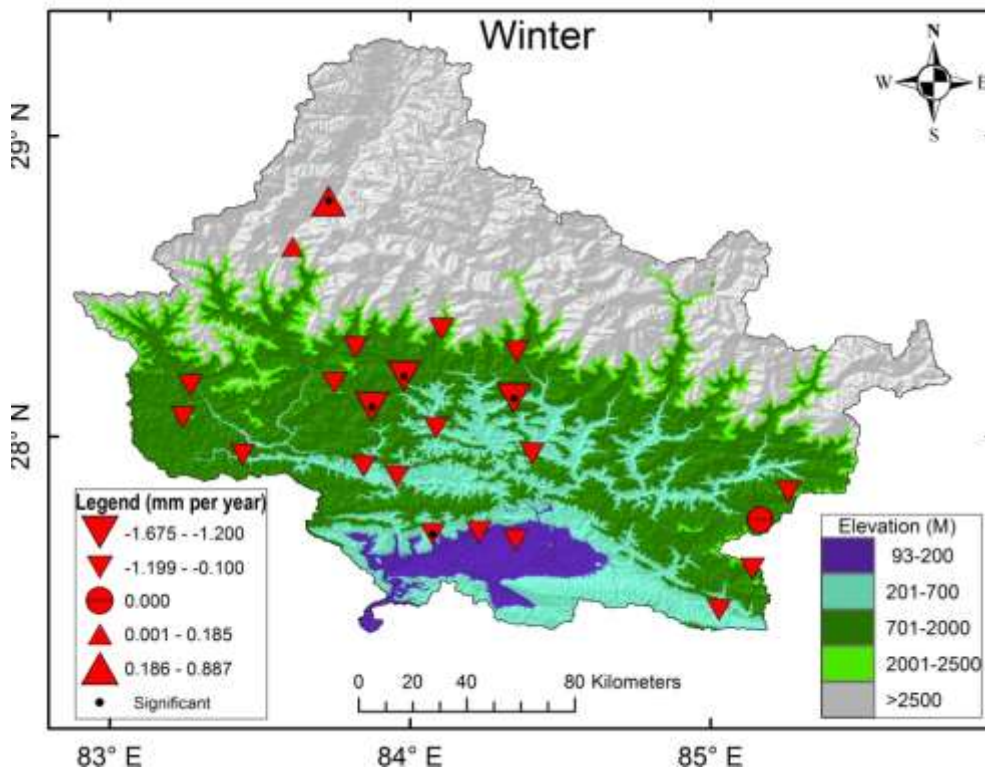 Winter
N
W
E
S
29° N
28° N
Legend (mm per year)
-1.675 - -1.200
-1.199 - -0.100
0.000
0.001 - 0.185
0.186 - 0.887
Significant
0 20 40 80 Kilometers
Elevation (M)
93-200
201-700
701-2000
2001-2500
>2500
83° E
84° E
85° E